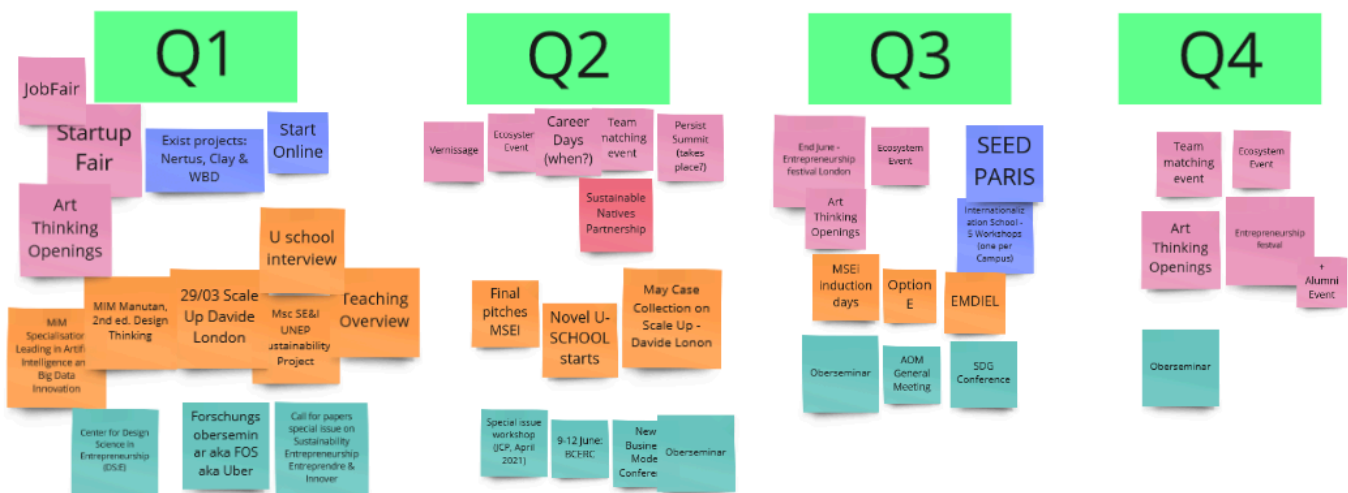 Q1
JobFair
Startup
Fair
Exist projects:
Nertus, Clay &
WBD
Start
Online
Art
Thinking
Openings
U school
interview
MIM
Specialisation
Leading in Artifi
Intelligence an
Big Data
Innovation
MIM Manutan,
2nd ed. Design
Thinking
29/03 Scale
Up Davide
London
Msc SE&I
UNEP
ustainability
Project
Teaching
Overview
Center for Design
Science in
Entrepreneurship
(DS:E)
Forschungs
obersemin
ar aka FOS
aka Uber
Call for papers
special issue on
Sustainability
Entrepreneurship
Entreprendre &
Innover
Q2
Vernissage
Ecosystem
Event
Career
Days
(when?)
Team
matching
event
Persist
Summit
(takes
place?)
Sustainable
Natives
Partnership
Final
pitches
MSEI
Novel U-
SCHOOL
starts
May Case
Collection on
Scale Up -
Davide Lonon
Special issue
workshop
(JCP, April
2021)
9-12 June:
BCERC
New
Busine
Mode
Conferen
Oberseminar
Q3
End June -
Entrepreneurship
festival London
Ecosystem
Event
SEED
PARIS
Art
Thinking
Openings
Internationaliz
ation School -
5 Workshops
(one per
Campus)
MSEI
induction
days
Option
E
EMDIEL
Oberseminar
AOM
General
Meeting
SDG
Conference
Q4
Team
matching
event
Ecosystem
Event
Art
Thinking
Openings
Entrepreneurship
festival
+
Alumni
Event
Oberseminar